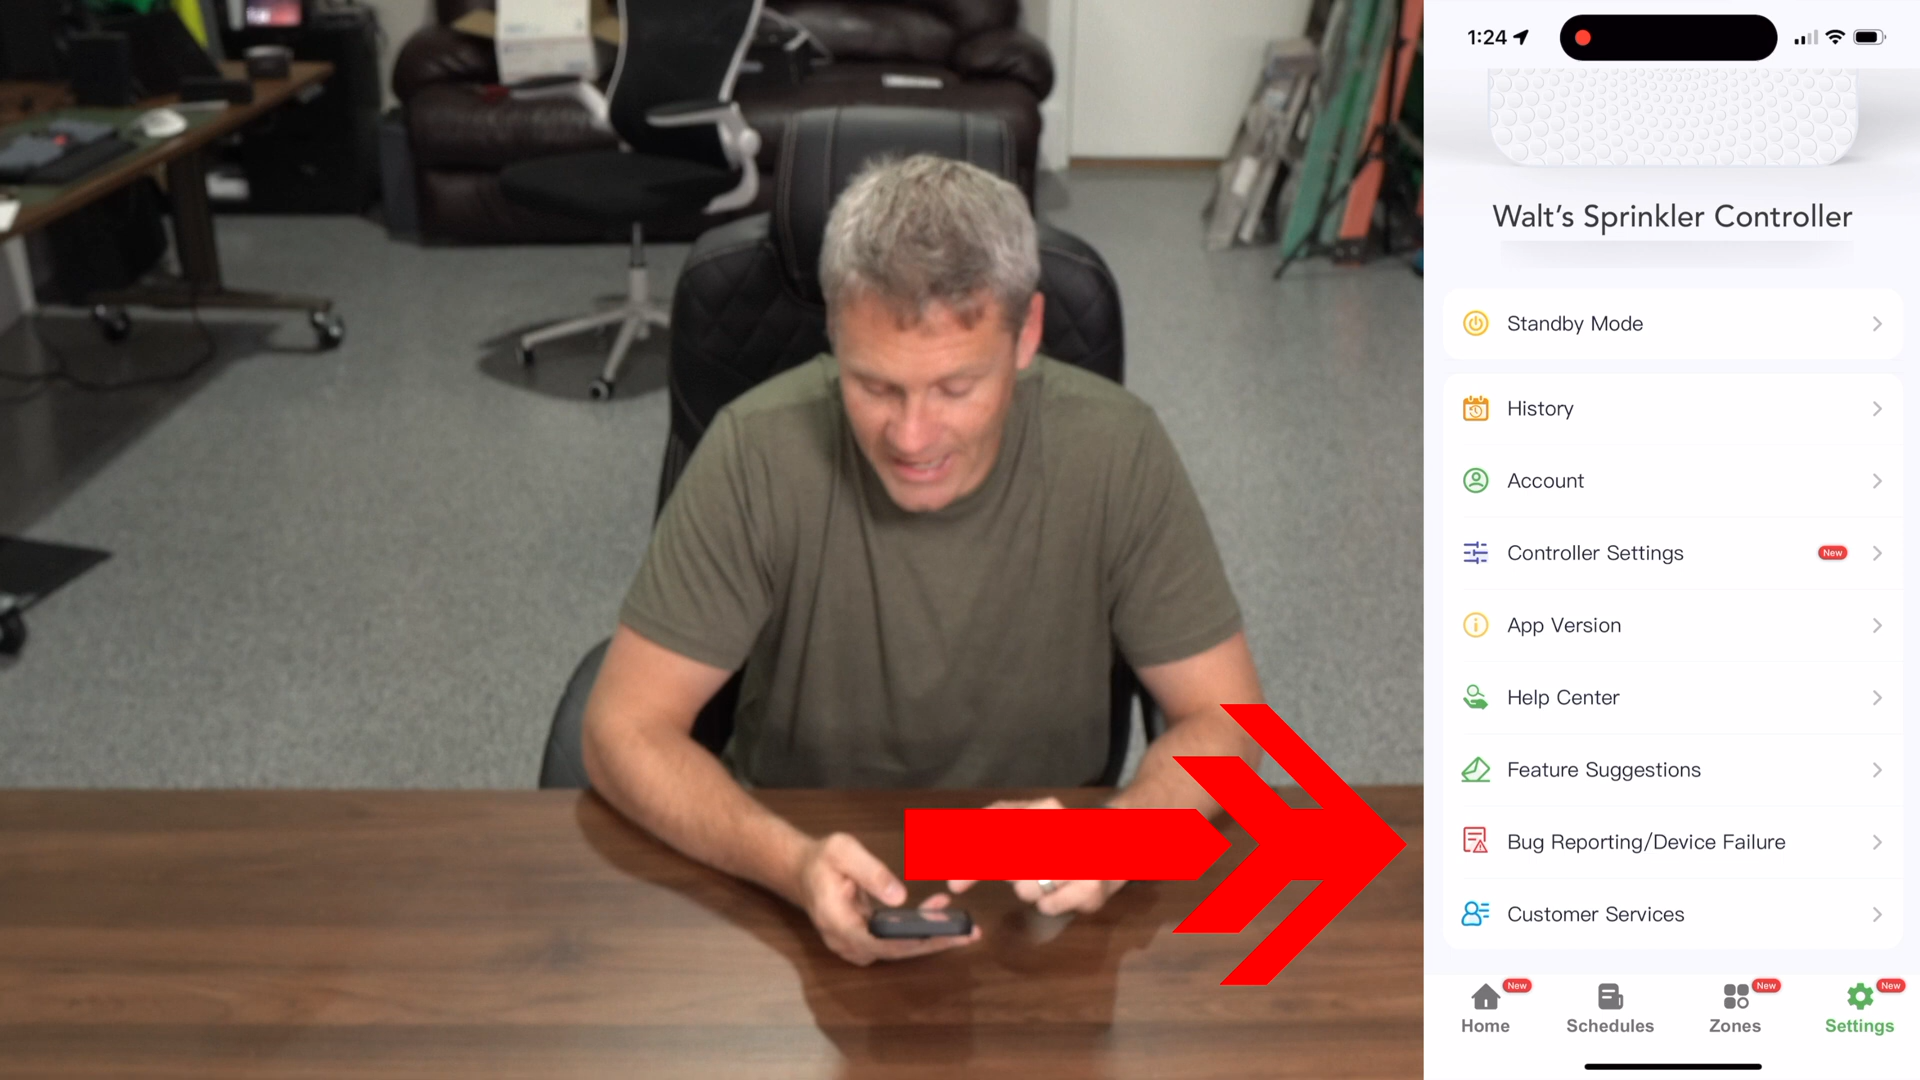 1:24
Walt's Sprinkler Controller
Standby Mode
History
Account
Controller Settings
New
App Version
Help Center
Feature Suggestions
Bug Reporting/Device Failure
Customer Services
New
New
New
Home
Schedules
Zones
Settings